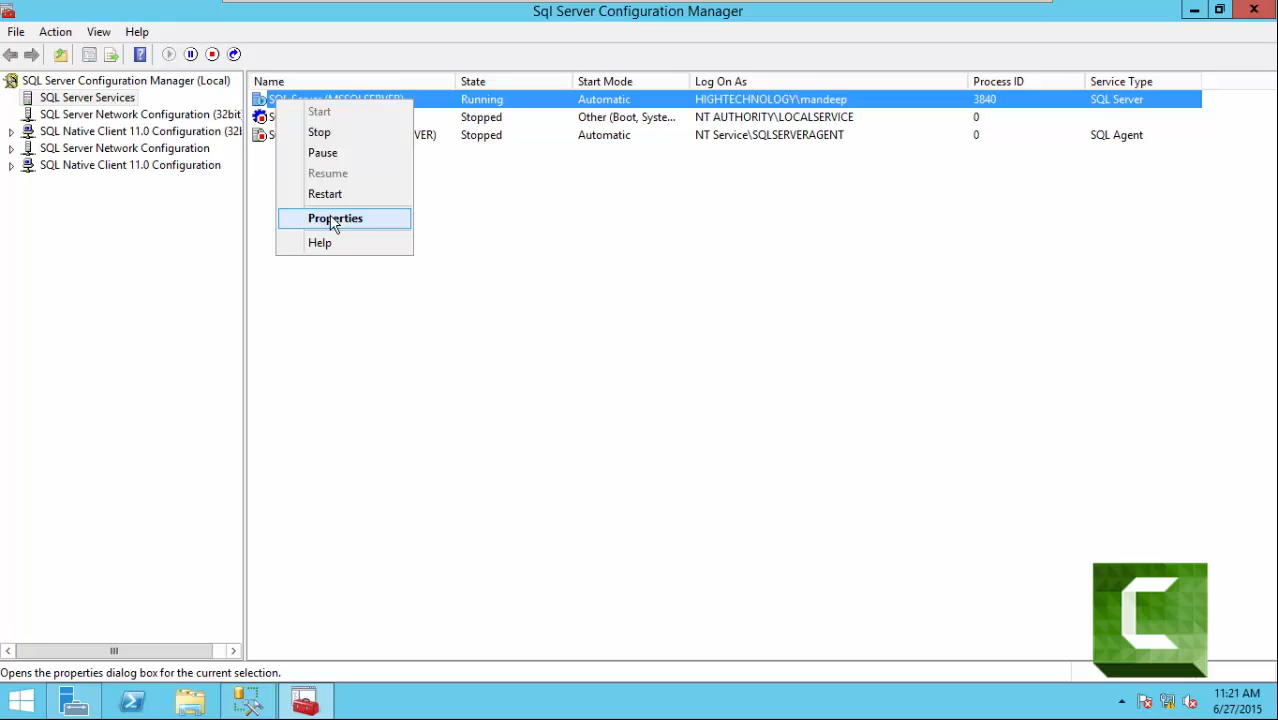 Sql Server Configuration Manager
File Action View Help
SQL Server Configuration Manager (Local)
SQL Server Services
SQL Server Network Configuration (32bit
SQL Native Client 11.0 Configuration (32bi
SQL Server Network Configuration
SQL Native Client 11.0 Configuration
Name State Start Mode Log On As Process ID Service Type
SQL Server (MSSQLSERVER) Running Automatic HIGHTECHNOLOGY\mandeep 3840 SQL Server
S Stopped Other (Boot, Syste... NT AUTHORITY\LOCALSERVICE 0
S VER) Stopped Automatic NT Service\SQLSERVERAGENT 0 SQL Agent
Start
Stop
Pause
Resume
Restart
Properties
Help
Opens the properties dialog box for the current selection.
11:21 AM
6/27/2015